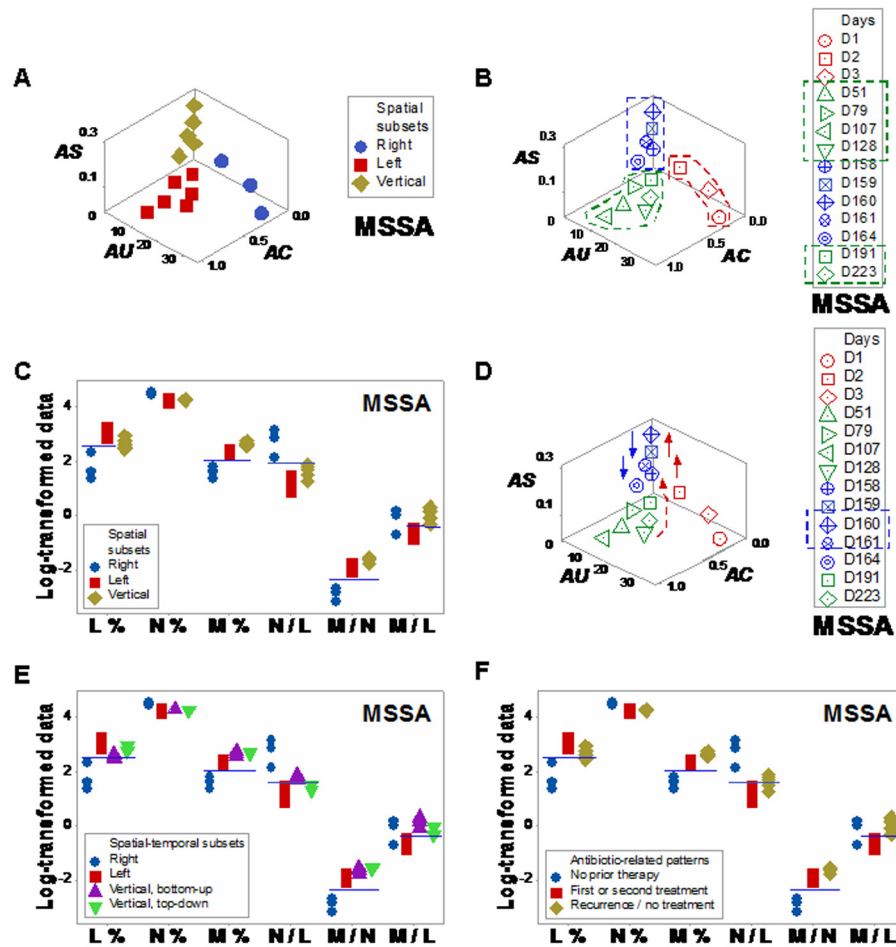 A
Spatial
subsets
Right
Left
Vertical
MSSA
AS
0.3
0.1
0
10
20
30
AU
1.0
0.5
0.0
AC
B
AS
0.3
0.1
0
10
20
30
AU
1.0
0.5
0.0
AC
Days
D1
D2
D3
D51
D79
D107
D128
D158
D159
D160
D161
D164
D191
D223
MSSA
C
MSSA
Log-transformed data
4
2
0
-2
Spatial
subsets
Right
Left
Vertical
L % N % M % N / L M / N M / L
D
AS
0.3
0.1
0
10
20
30
AU
1.0
0.5
0.0
AC
Days
D1
D2
D3
D51
D79
D107
D128
D158
D159
D160
D161
D164
D191
D223
MSSA
E
MSSA
Log-transformed data
4
2
0
-2
Spatial-temporal subsets
Right
Left
Vertical, bottom-up
Vertical, top-down
L % N % M % N / L M / N M / L
F
MSSA
Log-transformed data
4
2
0
-2
Antibiotic-related patterns
No prior therapy
First or second treatment
Recurrence / no treatment
L % N % M % N / L M / N M / L